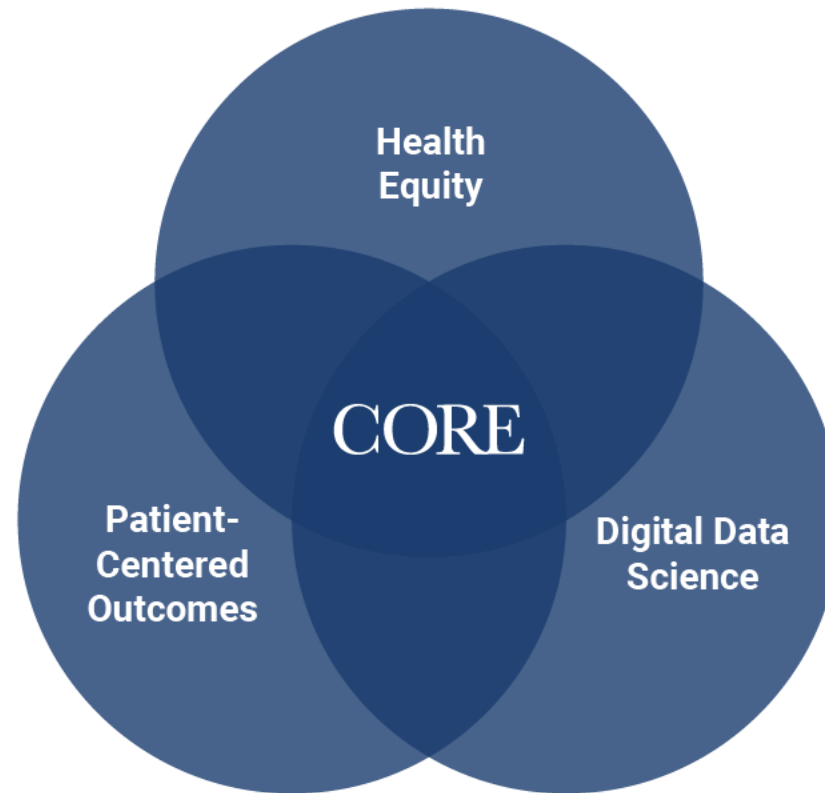 Health
Equity
CORE
Patient-
Centered
Outcomes
Digital Data
Science